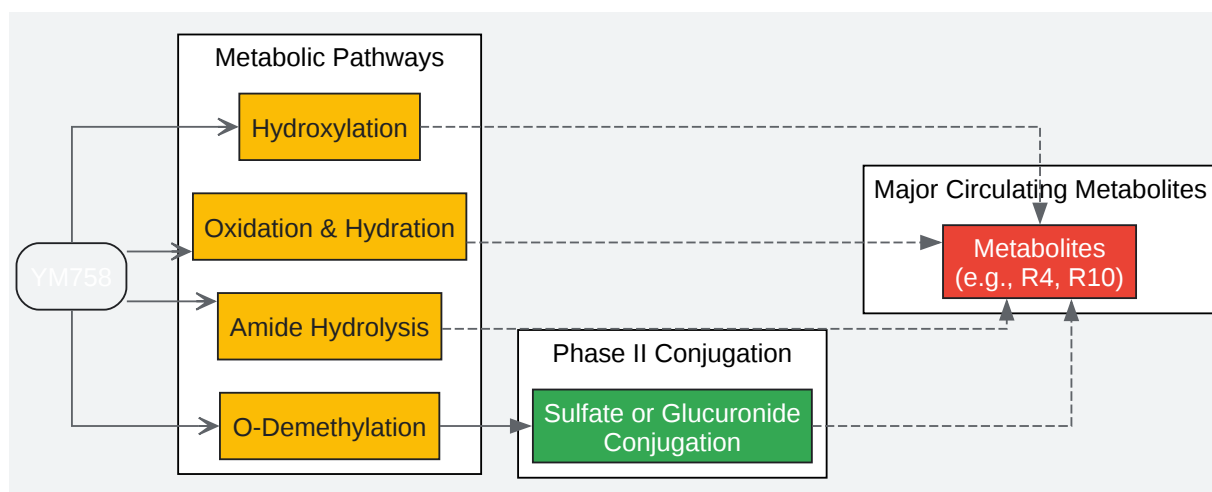 Metabolic Pathways
Hydroxylation
Oxidation & Hydration
YM758
Amide Hydrolysis
O-Demethylation
Phase II Conjugation
Sulfate or Glucuronide
Conjugation
Major Circulating Metabolites
Metabolites
(e.g., R4, R10)